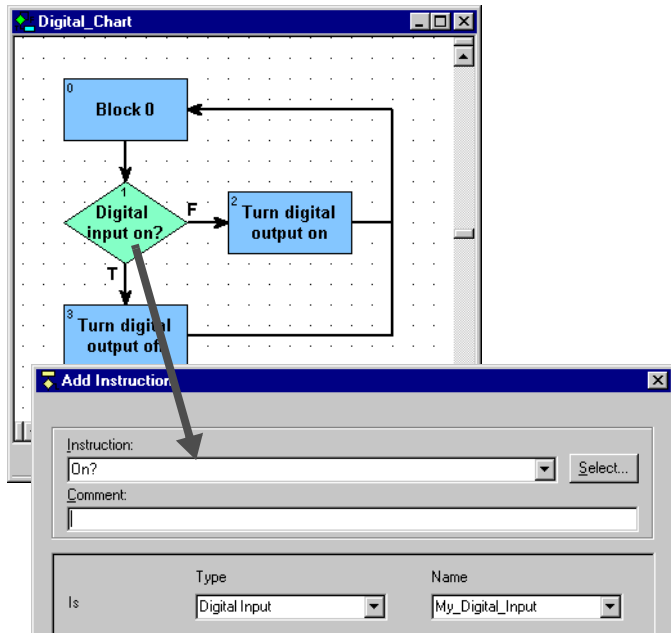 Digital_Chart
0
Block 0
1
Digital
input on?
F
2
Turn digital
output on
T
3
Turn digital
output off
Add Instruction
Instruction:
On?
Select...
Comment:
Type
Name
Is
Digital Input
My_Digital_Input